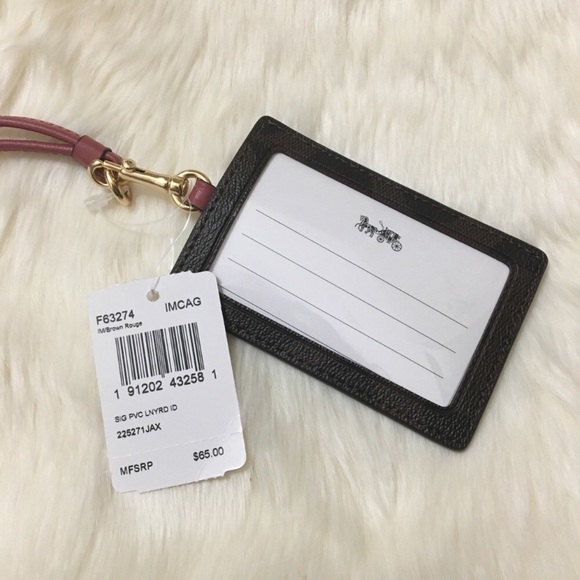 F63274 IMCAG
IM/Brown Rouge
1 91202 43258 1
SIG PVC LNYRD ID
225271JAX
MFSRP $65.00